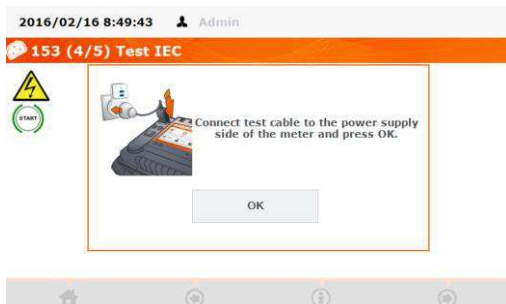 2016/02/16 8:49:43 Admin
153 (4/5) Test IEC
START
Connect test cable to the power supply
side of the meter and press OK.
OK